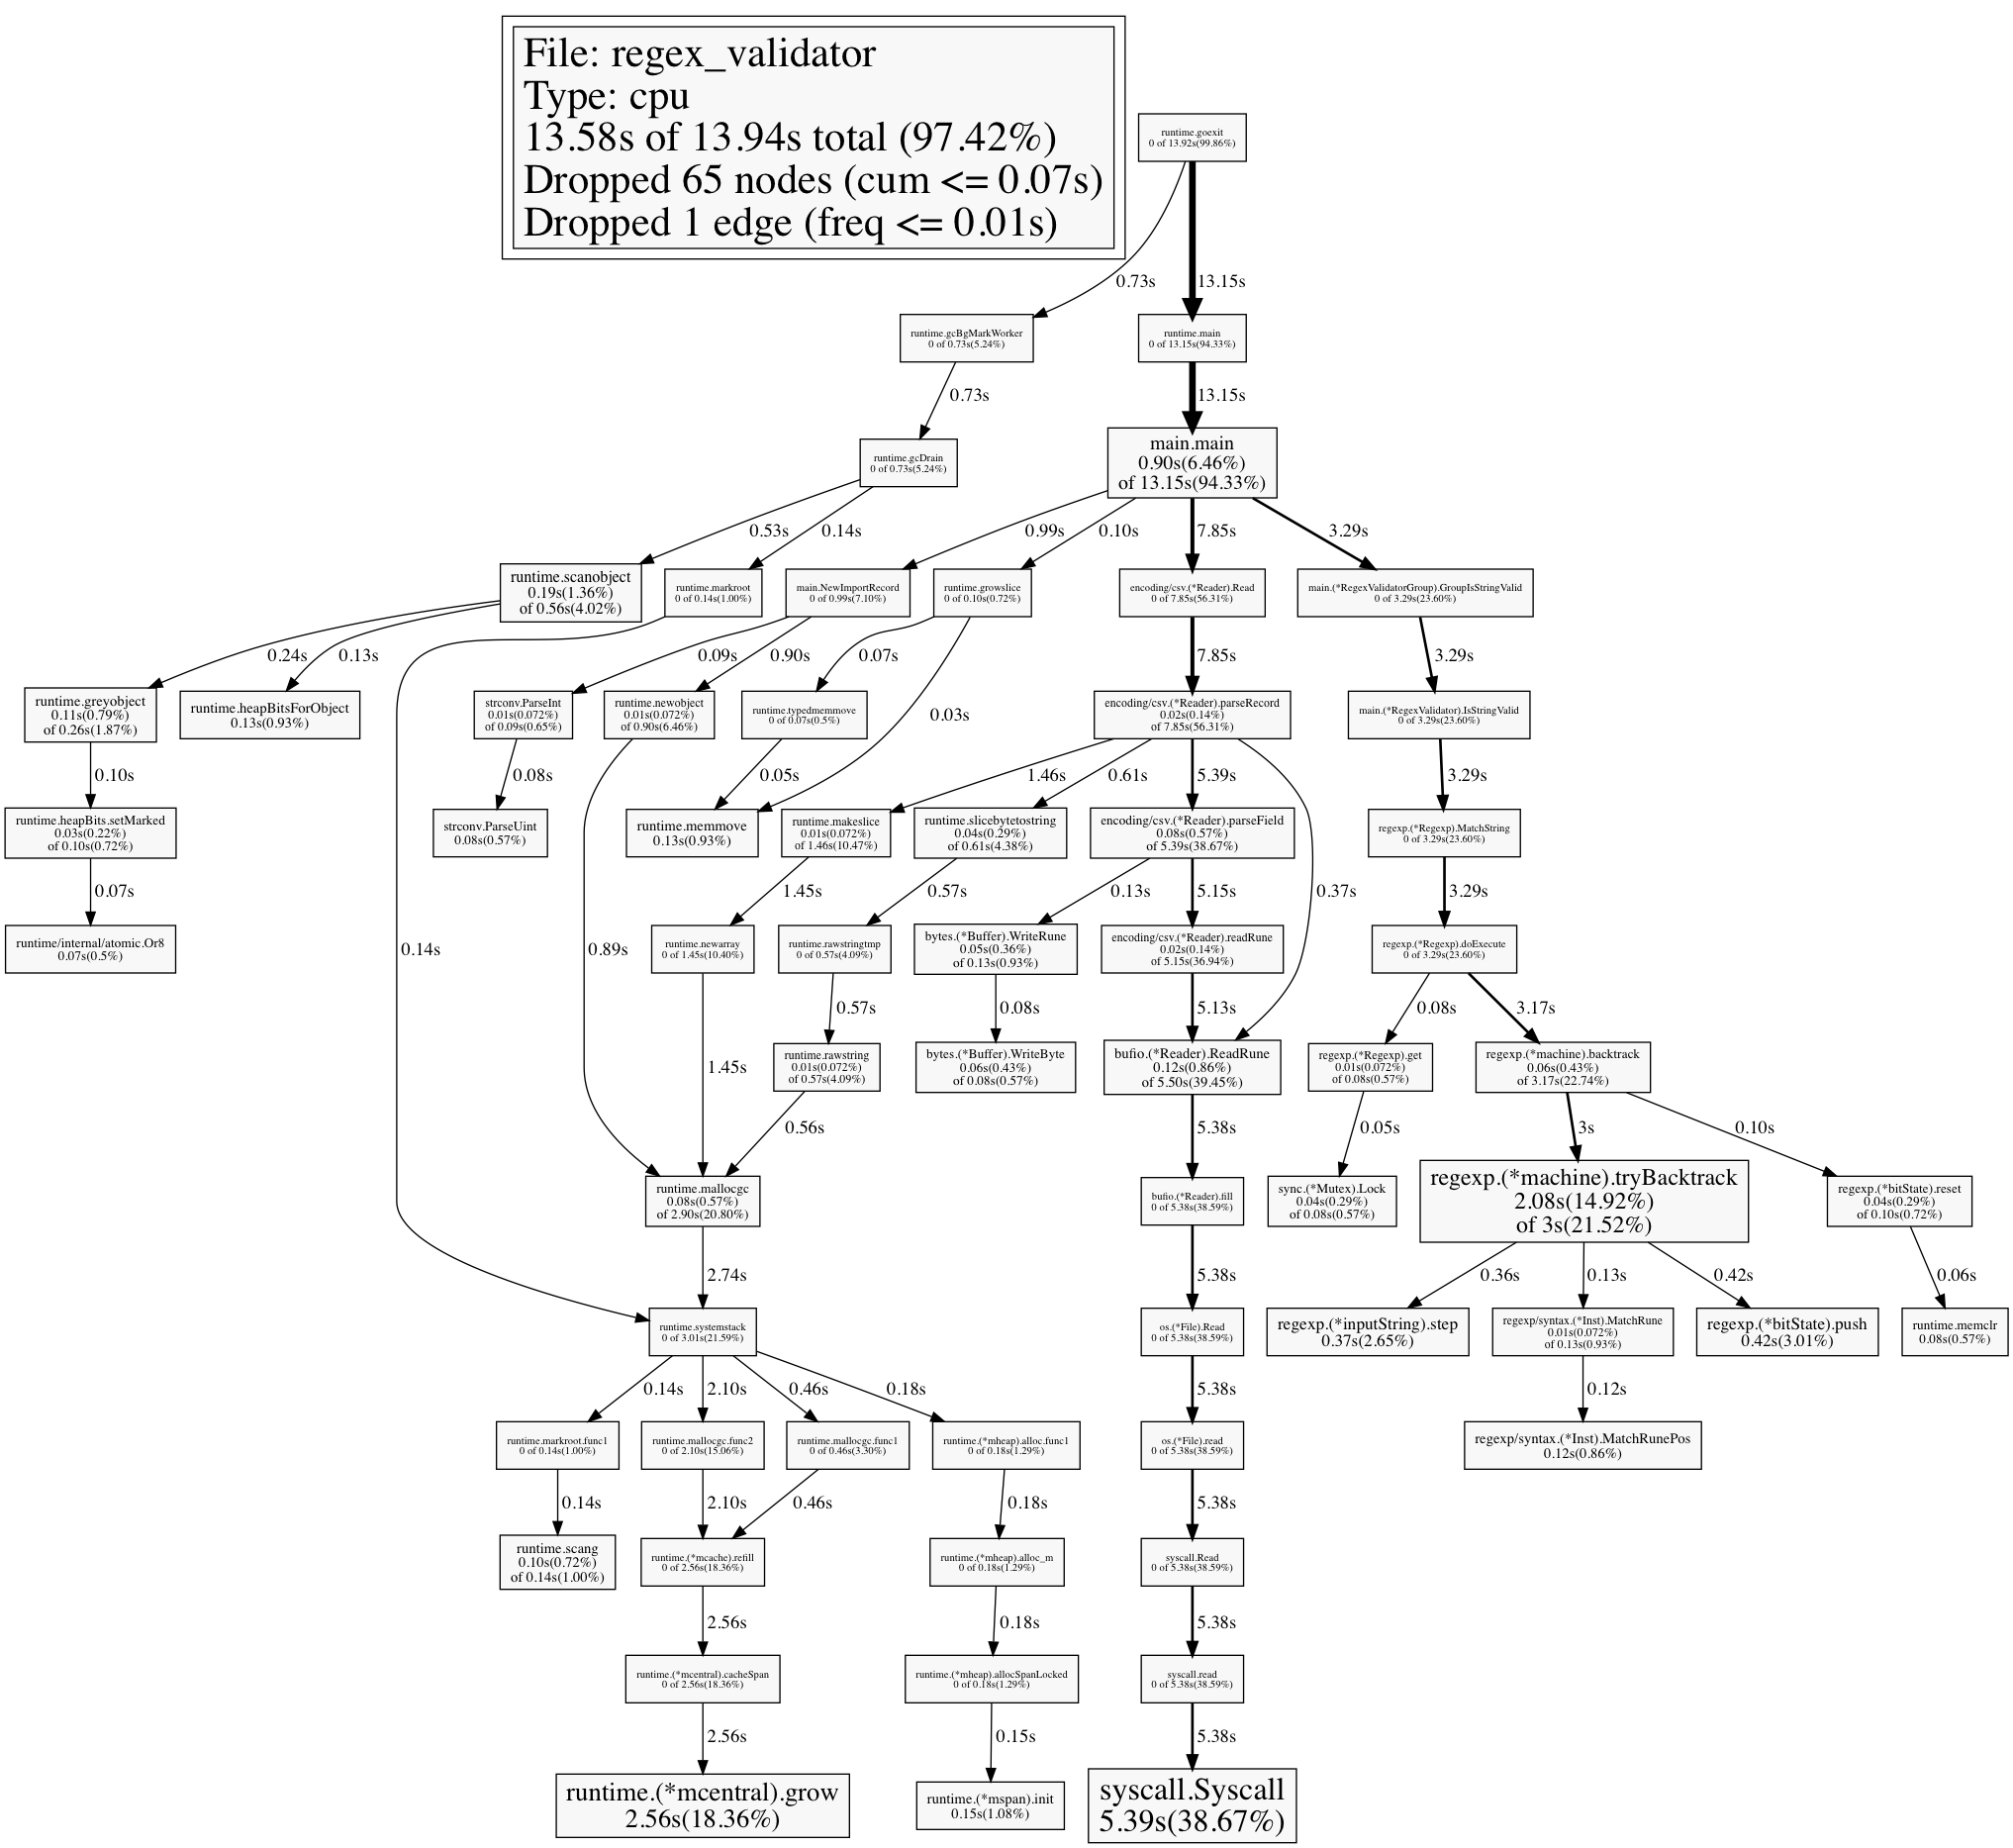 File: regex_validator
Type: cpu
13.58s of 13.94s total (97.42%)
Dropped 65 nodes (cum <= 0.07s)
Dropped 1 edge (freq <= 0.01s)
runtime.goexit
0 of 13.92s(99.86%)
0.73s
13.15s
runtime.gcBgMarkWorker
0 of 0.73s(5.24%)
runtime.main
0 of 13.15s(94.33%)
0.73s
13.15s
runtime.gcDrain
0 of 0.73s(5.24%)
main.main
0.90s(6.46%)
of 13.15s(94.33%)
0.53s
0.14s
0.99s
0.10s
7.85s
3.29s
runtime.scanobject
0.19s(1.36%)
of 0.56s(4.02%)
runtime.markroot
0 of 0.14s(1.00%)
main.NewImportRecord
0 of 0.99s(7.10%)
runtime.growslice
0 of 0.10s(0.72%)
encoding/csv.(*Reader).Read
0 of 7.85s(56.31%)
main.(*RegexValidatorGroup).GroupIsStringValid
0 of 3.29s(23.60%)
0.24s
0.13s
0.09s
0.90s
0.07s
0.03s
7.85s
3.29s
runtime.greyobject
0.11s(0.79%)
of 0.26s(1.87%)
runtime.heapBitsForObject
0.13s(0.93%)
strconv.ParseInt
0.01s(0.072%)
of 0.09s(0.65%)
runtime.newobject
0.01s(0.072%)
of 0.90s(6.46%)
runtime.typedmemmove
0 of 0.07s(0.5%)
encoding/csv.(*Reader).parseRecord
0.02s(0.14%)
of 7.85s(56.31%)
main.(*RegexValidator).IsStringValid
0 of 3.29s(23.60%)
0.10s
0.08s
0.05s
1.46s
0.61s
5.39s
3.29s
runtime.heapBits.setMarked
0.03s(0.22%)
of 0.10s(0.72%)
strconv.ParseUint
0.08s(0.57%)
runtime.memmove
0.13s(0.93%)
runtime.makeslice
0.01s(0.072%)
of 1.46s(10.47%)
runtime.slicebytetostring
0.04s(0.29%)
of 0.61s(4.38%)
encoding/csv.(*Reader).parseField
0.08s(0.57%)
of 5.39s(38.67%)
regexp.(*Regexp).MatchString
0 of 3.29s(23.60%)
0.07s
1.45s
0.57s
0.13s
5.15s
0.37s
3.29s
runtime/internal/atomic.Or8
0.07s(0.5%)
0.14s
0.89s
runtime.newarray
0 of 1.45s(10.40%)
runtime.rawstringtmp
0 of 0.57s(4.09%)
bytes.(*Buffer).WriteRune
0.05s(0.36%)
of 0.13s(0.93%)
encoding/csv.(*Reader).readRune
0.02s(0.14%)
of 5.15s(36.94%)
regexp.(*Regexp).doExecute
0 of 3.29s(23.60%)
0.57s
0.08s
5.13s
0.08s
3.17s
1.45s
runtime.rawstring
0.01s(0.072%)
of 0.57s(4.09%)
bytes.(*Buffer).WriteByte
0.06s(0.43%)
of 0.08s(0.57%)
bufio.(*Reader).ReadRune
0.12s(0.86%)
of 5.50s(39.45%)
regexp.(*Regexp).get
0.01s(0.072%)
of 0.08s(0.57%)
regexp.(*machine).backtrack
0.06s(0.43%)
of 3.17s(22.74%)
0.56s
5.38s
0.05s
3s
0.10s
runtime.mallocgc
0.08s(0.57%)
of 2.90s(20.80%)
bufio.(*Reader).fill
0 of 5.38s(38.59%)
sync.(*Mutex).Lock
0.04s(0.29%)
of 0.08s(0.57%)
regexp.(*machine).tryBacktrack
2.08s(14.92%)
of 3s(21.52%)
regexp.(*bitState).reset
0.04s(0.29%)
of 0.10s(0.72%)
2.74s
5.38s
0.36s
0.13s
0.42s
0.06s
runtime.systemstack
0 of 3.01s(21.59%)
os.(*File).Read
0 of 5.38s(38.59%)
regexp.(*inputString).step
0.37s(2.65%)
regexp/syntax.(*Inst).MatchRune
0.01s(0.072%)
of 0.13s(0.93%)
regexp.(*bitState).push
0.42s(3.01%)
runtime.memclr
0.08s(0.57%)
0.14s
2.10s
0.46s
0.18s
5.38s
0.12s
runtime.markroot.func1
0 of 0.14s(1.00%)
runtime.mallocgc.func2
0 of 2.10s(15.06%)
runtime.mallocgc.func1
0 of 0.46s(3.30%)
runtime.(*mheap).alloc.func1
0 of 0.18s(1.29%)
os.(*File).read
0 of 5.38s(38.59%)
regexp/syntax.(*Inst).MatchRunePos
0.12s(0.86%)
0.14s
2.10s
0.46s
0.18s
5.38s
runtime.scang
0.10s(0.72%)
of 0.14s(1.00%)
runtime.(*mcache).refill
0 of 2.56s(18.36%)
runtime.(*mheap).alloc_m
0 of 0.18s(1.29%)
syscall.Read
0 of 5.38s(38.59%)
2.56s
0.18s
5.38s
runtime.(*mcentral).cacheSpan
0 of 2.56s(18.36%)
runtime.(*mheap).allocSpanLocked
0 of 0.18s(1.29%)
syscall.read
0 of 5.38s(38.59%)
2.56s
0.15s
5.38s
runtime.(*mcentral).grow
2.56s(18.36%)
runtime.(*mspan).init
0.15s(1.08%)
syscall.Syscall
5.39s(38.67%)